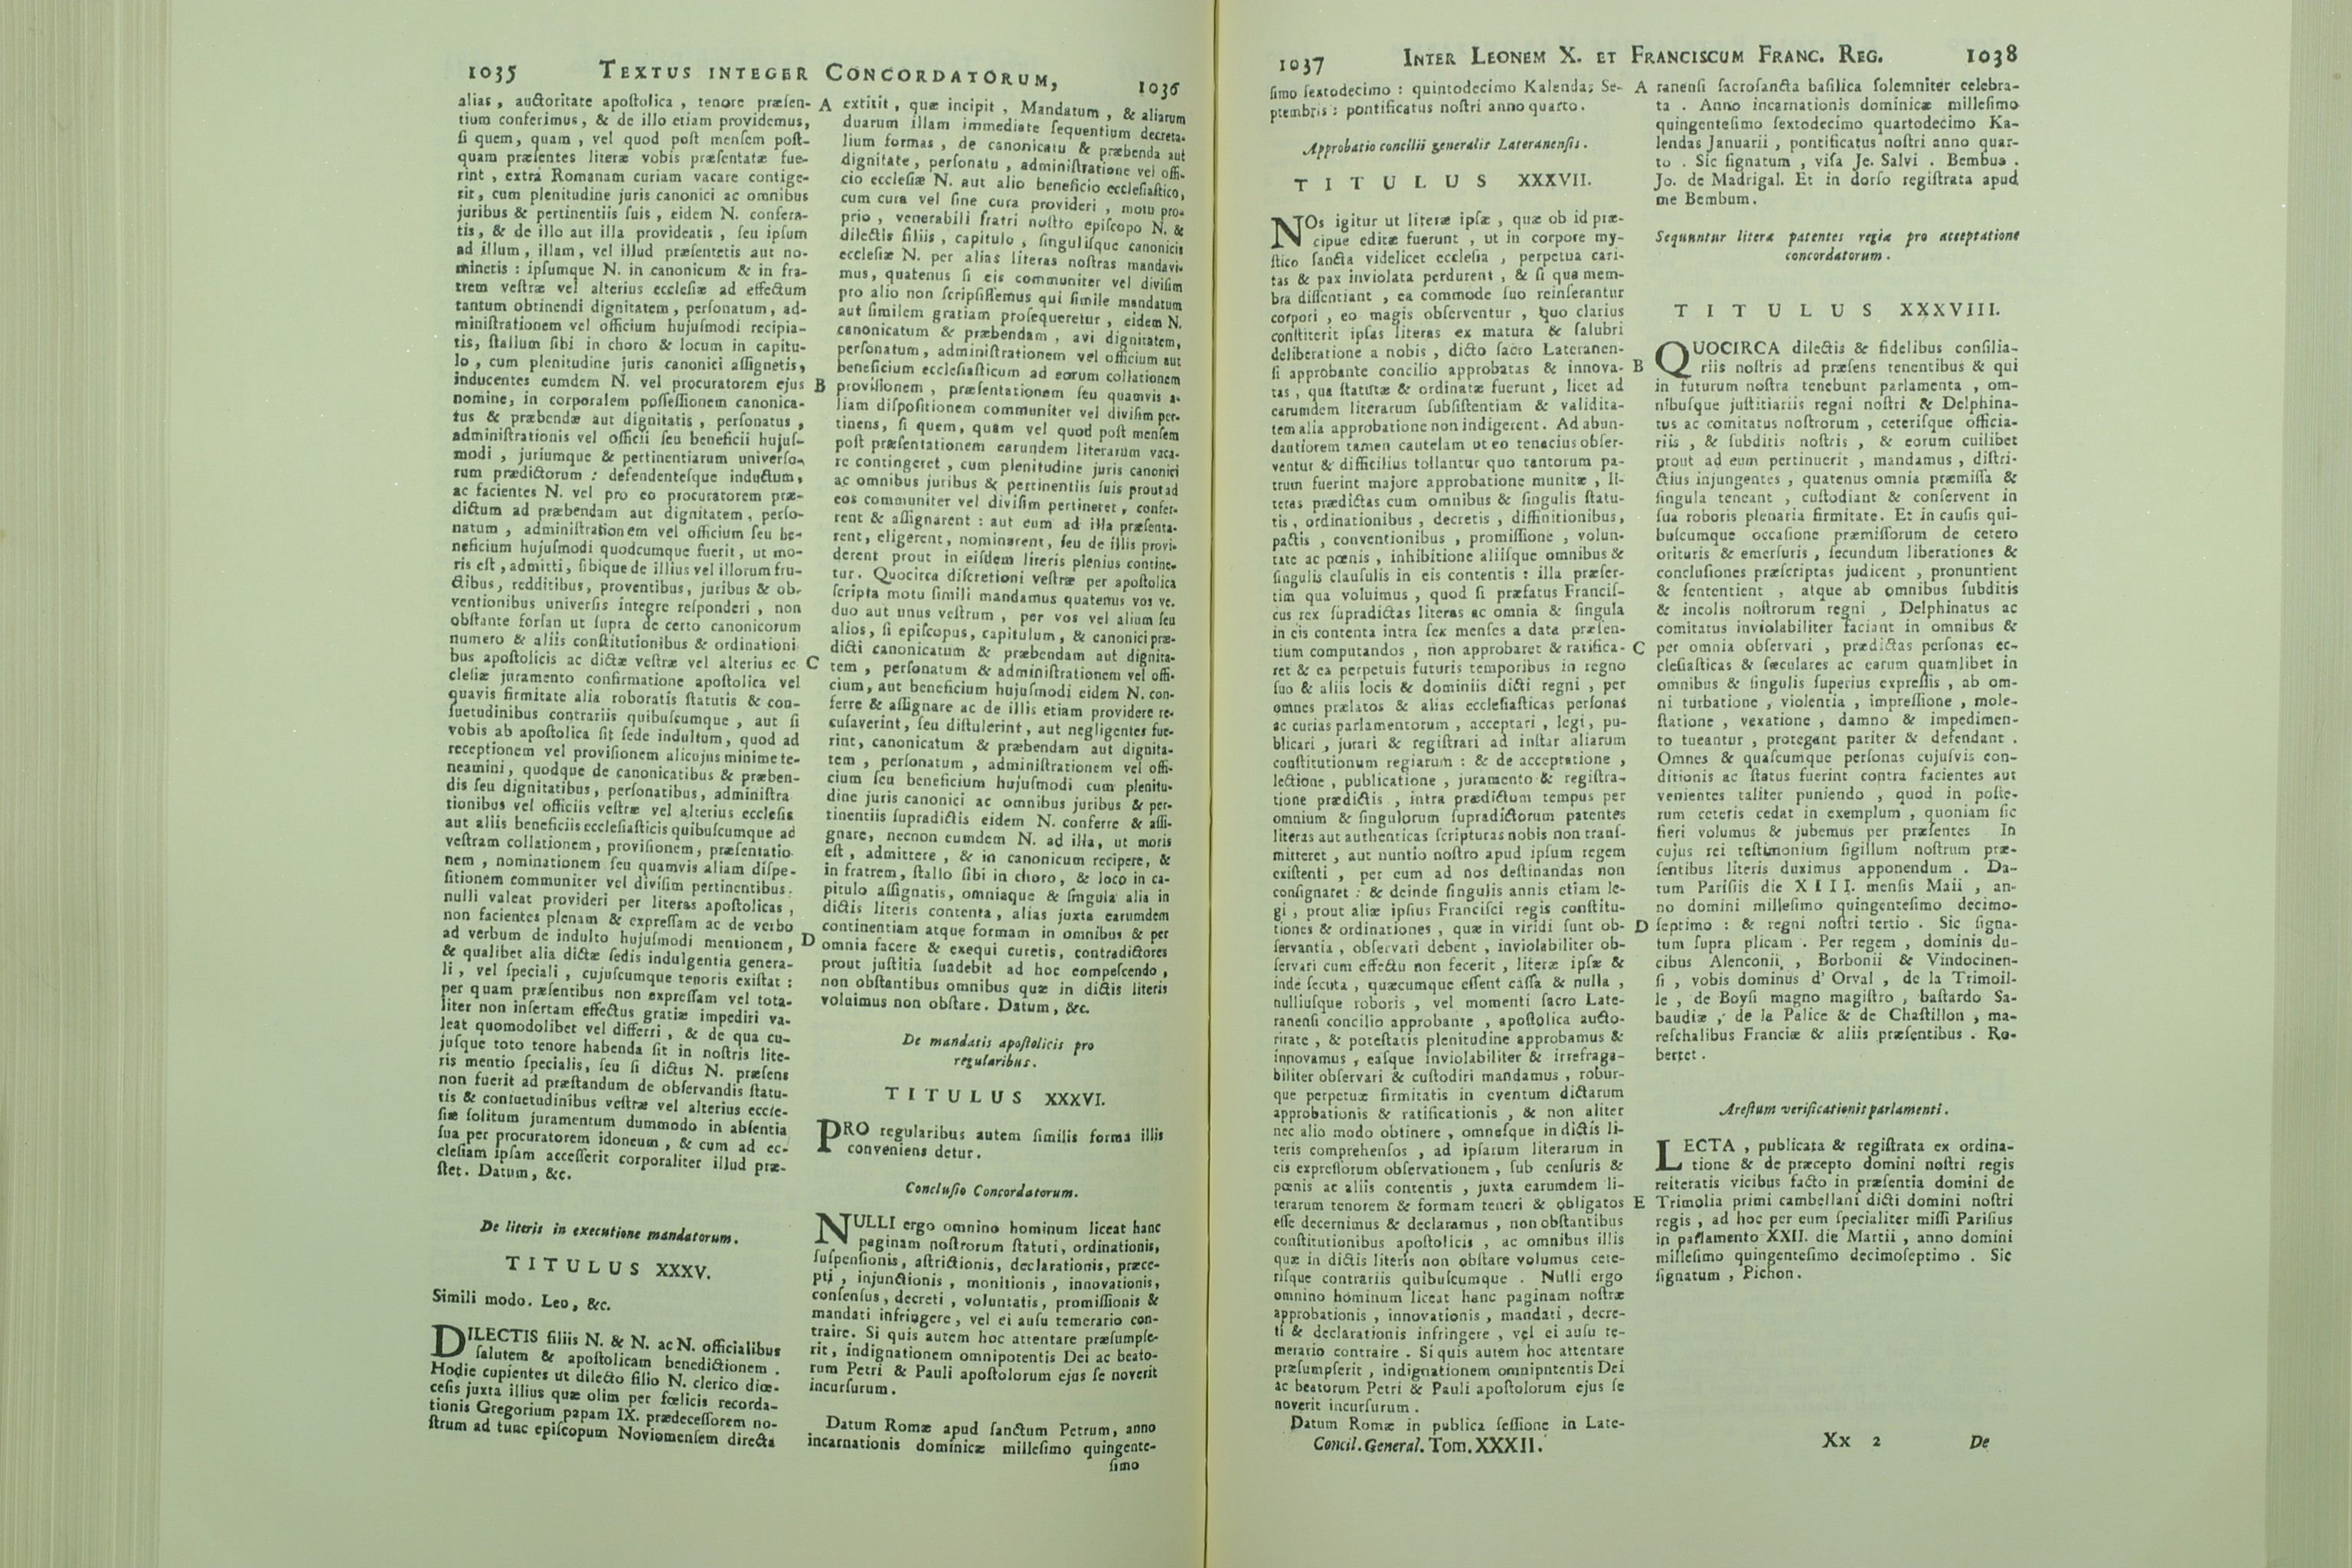 1035 TEXTUS INTEGER CONCORDATORUM, 1036
alias, auctoritate apoſtolica, tenore præſen-
tium conferimus, & de illo etiam providemus,
ſi quem, quam, vel quod poſt menſem poſt-
quam præſentes literæ vobis præſentatæ fue-
rint, extra Romanam curiam vacare contige-
rit, cum plenitudine juris canonici ac omnibus
juribus & pertinentiis ſuis, eidem N. confera-
tis, & de illo aut illa provideatis, ſeu ipſum
ad illum, illam, vel illud præſentetis aut no-
minetis: ipſumque N. in canonicum & in fra-
trem veſtræ vel alterius eccleſiæ ad effectum
tantum obtinendi dignitatem, perſonatum, ad-
miniſtrationem vel officium hujuſmodi recipia-
tis, ſtallum ſibi in choro & locum in capitu-
lo, cum plenitudine juris canonici aſſignetis,
inducentes eumdem N. vel procuratorem ejus
nomine, in corporalem poſſeſſionem canonica-
tus & præbendæ aut dignitatis, perſonatus,
adminiſtrationis vel officii ſeu beneficii hujuſ-
modi, juriumque & pertinentiarum univerſo-
rum prædictorum: defendenteſque inductum,
ac facientes N. vel pro eo procuratorem præ-
dictum ad præbendam aut dignitatem, perſo-
natum, adminiſtrationem vel officium ſeu be-
neficium hujuſmodi quodcumque fuerit, ut mo-
ris eſt, admitti, ſibique de illius vel illorum fru-
ctibus, redditibus, proventibus, juribus & ob-
ventionibus univerſis integre reſponderi, non
obſtante forſan ut ſupra de certo canonicorum
numero & aliis conſtitutionibus & ordinationi
bus apoſtolicis ac dictæ veſtræ vel alterius ec
cleſiæ juramento confirmatione apoſtolica vel
quavis firmitate alia roboratis ſtatutis & con-
ſuetudinibus contrariis quibuſcumque, aut ſi
vobis ab apoſtolica ſit ſede indultum, quod ad
receptionem vel proviſionem alicujus minime te-
neamini, quodque de canonicatibus & præben-
dis ſeu dignitatibus, perſonatibus, adminiſtra
tionibus vel officiis veſtræ vel alterius eccleſiæ
aut aliis beneficiis eccleſiaſticis quibuſcumque ad
veſtram collationem, proviſionem, præſentatio
nem, nominationem ſeu quamvis aliam diſpo-
ſitionem communiter vel diviſim pertinentibus:
nulli valeat provideri per literas apoſtolicas,
non facientes plenam & expreſſam ac de verbo
ad verbum de indulto hujuſmodi mentionem,
& qualibet alia dictæ ſedis indulgentia genera-
li, vel ſpeciali, cujuſcumque tenoris exiſtat:
per quam præſentibus non expreſſam vel tota-
liter non inſertam effectus gratiæ impediri va-
leat quomodolibet vel differri, & de qua cu-
juſque toto tenore habenda ſit in noſtris lite-
ris mentio ſpecialis, ſeu ſi dictus N. præſens
non fuerit ad præſtandum de obſervandis ſtatu-
tis & conſuetudinibus veſtræ vel alterius eccle-
ſiæ ſolitum juramentum dummodo in abſentia
ſua per procuratorem idoneum, & cum ad ec-
cleſiam ipſam acceſſerit corporaliter illud præ-
ſtet. Datum, &c.
De literis in executione mandatorum.
TITULUS XXXV.
Simili modo. Leo, &c.
DILECTIS filiis N. & N. ac N. officialibus
ſalutem & apoſtolicam benedictionem.
Hodie cupientes ut dilecto filio N. clerico diœ-
ceſis juxta illius quæ olim per fœlicis recorda-
tionis Gregorium papam IX. prædeceſſorem no-
ſtrum ad tunc epiſcopum Noviomenſem directa
A extitit, quæ incipit, Mandatum, & aliarum
duarum illam immediate ſequentium decreta-
lium formas, de canonicatu & præbenda aut
dignitate, perſonatu, adminiſtratione vel offi-
cio eccleſiæ N. aut alio beneficio eccleſiaſtico,
cum cura vel ſine cura provideri, motu pro-
prio, venerabili fratri noſtro epiſcopo N. &
dilectis filiis, capitulo, ſinguliſque canonicis
eccleſiæ N. per alias literas noſtras mandavi-
mus, quatenus ſi eis communiter vel diviſim
pro alio non ſcripſiſſemus qui ſimile mandatum
aut ſimilem gratiam proſequeretur, eidem N.
canonicatum & præbendam, avi dignitatem,
perſonatum, adminiſtrationem vel officium aut
beneficium eccleſiaſticum ad eorum collationem
B proviſionem, præſentationem ſeu quamvis a-
liam diſpoſitionem communiter vel diviſim per-
tinens, ſi quem, quam vel quod poſt menſem
poſt præſentationem earundem literarum vaca-
re contingeret, cum plenitudine juris canonici
ac omnibus juribus & pertinentiis ſuis prout ad
eos communiter vel diviſim pertineret, confer-
rent & aſſignarent: aut eum ad illa præſenta-
rent, eligerent, nominarent, ſeu de illis provi-
derent prout in eiſdem literis plenius contine-
tur. Quocirca diſcretioni veſtræ per apoſtolica
ſcripta motu ſimili mandamus quatenus vos ve.
duo aut unus veſtrum, per vos vel alium ſeu
alios, ſi epiſcopus, capitulum, & canonici præ-
dicti canonicatum & præbendam aut dignita-
C tem, perſonatum & adminiſtrationem vel offi-
cium, aut beneficium hujuſmodi eidem N. con-
ferre & aſſignare ac de illis etiam providere re-
cuſaverint, ſeu diſtulerint, aut negligentes fue-
rint, canonicatum & præbendam aut dignita-
tem, perſonatum, adminiſtrationem vel offi-
cium ſeu beneficium hujuſmodi cum plenitu-
dine juris canonici ac omnibus juribus & per-
tinentiis ſupradictis eidem N. conferre & aſſi-
gnare, necnon eumdem N. ad illa, ut moris
eſt, admittere, & in canonicum recipere, &
in fratrem, ſtallo ſibi in choro, & loco in ca-
pitulo aſſignatis, omniaque & ſingula alia in
dictis literis contenta, alias juxta earumdem
continentiam atque formam in omnibus & per
D omnia facere & exequi curetis, contradictores
prout juſtitia ſuadebit ad hoc compeſcendo,
non obſtantibus omnibus quæ in dictis literis
voluimus non obſtare. Datum, &c.
De mandatis apoſtolicis pro
regularibus.
TITULUS XXXVI.
PRO regularibus autem ſimilis forma illis
conveniens detur.
Concluſio Concordatorum.
NULLI ergo omnino hominum liceat hanc
paginam noſtrorum ſtatuti, ordinationis,
ſuſpenſionis, aſtrictionis, declarationis, præce-
pti, injunctionis, monitionis, innovationis,
conſenſus, decreti, voluntatis, promiſſionis &
mandati infringere, vel ei auſu temerario con-
traire. Si quis autem hoc attentare præſumpſe-
rit, indignationem omnipotentis Dei ac beato-
rum Petri & Pauli apoſtolorum ejus ſe noverit
incurſurum.
Datum Romæ apud ſanctum Petrum, anno
incarnationis dominicæ milleſimo quingente-
ſimo
1037 INTER LEONEM X. ET FRANCISCUM FRANC. REG. 1038
ſimo ſextodecimo: quintodecimo Kalendas Se-
ptembris: pontificatus noſtri anno quarto.
Approbatio concilii generalis Lateranenſis.
TITULUS XXXVII.
NOs igitur ut literæ ipſæ, quæ ob id præ-
cipue editæ fuerunt, ut in corpore my-
ſtico ſancta videlicet eccleſia, perpetua cari-
tas & pax inviolata perdurent, & ſi qua mem-
bra diſſentiant, ea commode ſuo reinſerantur
corpori, eo magis obſerventur, quo clarius
conſtiterit ipſas literas ex matura & ſalubri
deliberatione a nobis, dicto ſacro Lateranen-
ſi approbante concilio approbatas & innova-
tas, qua ſtatutæ & ordinatæ fuerunt, licet ad
earumdem literarum ſubſiſtentiam & validita-
tem alia approbatione non indigerent. Ad abun-
dantiorem tamen cautelam ut eo tenacius obſer-
ventur & difficilius tollantur quo tantorum pa-
trum fuerint majore approbatione munitæ, li-
teras prædictas cum omnibus & ſingulis ſtatu-
tis, ordinationibus, decretis, diffinitionibus,
pactis, conventionibus, promiſſione, volun-
tate ac pœnis, inhibitione aliiſque omnibus &
ſingulis clauſulis in eis contentis: illa præſer-
tim qua voluimus, quod ſi præfatus Franciſ-
cus rex ſupradictas literas ac omnia & ſingula
in eis contenta intra ſex menſes a data præſen-
tium computandos, non approbaret & ratifica-
ret & ea perpetuis futuris temporibus in regno
ſuo & aliis locis & dominiis dicti regni, per
omnes prælatos & alias eccleſiaſticas perſonas
ac curias parlamentorum, acceptari, legi, pu-
blicari, jurari & regiſtrari ad inſtar aliarum
conſtitutionum regiarum: & de acceptatione,
lectione, publicatione, juramento & regiſtra-
tione prædictis, intra prædictum tempus per
omnium & ſingulorum ſupradictorum patentes
literas aut authenticas ſcripturas nobis non tranſ-
mitteret, aut nuntio noſtro apud ipſum regem
exiſtenti, per eum ad nos deſtinandas non
conſignaret: & deinde ſingulis annis etiam le-
gi, prout aliæ ipſius Franciſci regis conſtitu-
tiones & ordinationes, quæ in viridi ſunt ob-
ſervantia, obſervari debent, inviolabiliter ob-
ſervari cum effectu non fecerit, literæ ipſæ &
inde ſecuta, quæcumque eſſent caſſa & nulla,
nulliuſque roboris, vel momenti ſacro Late-
ranenſi concilio approbante, apoſtolica aucto-
ritate, & poteſtatis plenitudine approbamus &
innovamus, eaſque inviolabiliter & irrefraga-
biliter obſervari & cuſtodiri mandamus, robur-
que perpetuæ firmitatis in eventum dictarum
approbationis & ratificationis, & non aliter
nec alio modo obtinere, omneſque in dictis li-
teris comprehenſos, ad ipſarum literarum in
eis expreſſorum obſervationem, ſub cenſuris &
pœnis ac aliis contentis, juxta earumdem li-
terarum tenorem & formam teneri & obligatos
eſſe decernimus & declaramus, non obſtantibus
conſtitutionibus apoſtolicis, ac omnibus illis
quæ in dictis literis non obſtare volumus cete-
riſque contrariis quibuſcumque. Nulli ergo
omnino hominum liceat hanc paginam noſtræ
approbationis, innovationis, mandati, decre-
ti & declarationis infringere, vel ei auſu te-
merario contraire. Si quis autem hoc attentare
præſumpſerit, indignationem omnipntentis Dei
ac beatorum Petri & Pauli apoſtolorum ejus ſe
noverit incurſurum.
Datum Romæ in publica ſeſſione in Late-
Concil. General. Tom. XXXII.
A ranenſi ſacroſancta baſilica ſolemniter celebra-
ta. Anno incarnationis dominicæ milleſimo
quingenteſimo ſextodecimo quartodecimo Ka-
lendas Januarii, pontificatus noſtri anno quar-
to. Sic ſignatum, viſa Je. Salvi. Bembus.
Jo. de Madrigal. Et in dorſo regiſtrata apud
me Bembum.
Sequuntur literæ patentes regiæ pro acceptatione
concordatorum.
TITULUS XXXVIII.
QUOCIRCA dilectis & fidelibus conſilia-
B riis noſtris ad præſens tenentibus & qui
in futurum noſtra tenebunt parlamenta, om-
nibuſque juſtitiariis regni noſtri & Delphina-
tus ac comitatus noſtrorum, ceteriſque officia-
riis, & ſubditis noſtris, & eorum cuilibet
prout ad eum pertinuerit, mandamus, diſtri-
ctius injungentes, quatenus omnia præmiſſa &
ſingula teneant, cuſtodiant & conſervent in
ſua roboris plenaria firmitate. Et in cauſis qui-
buſcumque occaſione præmiſſorum de cetero
orituris & emerſuris, ſecundum liberationes &
concluſiones præſcriptas judicent, pronuntient
& ſententient, atque ab omnibus ſubditis
& incolis noſtrorum regni, Delphinatus ac
comitatus inviolabiliter faciant in omnibus &
C per omnia obſervari, prædictas perſonas ec-
cleſiaſticas & ſæculares ac earum quamlibet in
omnibus & ſingulis ſuperius expreſſis, ab om-
ni turbatione, violentia, impreſſione, mole-
ſtatione, vexatione, damno & impedimen-
to tueantur, protegant pariter & defendant.
Omnes & quaſcumque perſonas cujuſvis con-
ditionis ac ſtatus fuerint contra facientes aut
venientes taliter puniendo, quod in poſte-
rum ceteris cedat in exemplum, quoniam ſic
fieri volumus & jubemus per præſentes In
cujus rei teſtimonium ſigillum noſtrum præ-
ſentibus literis duximus apponendum. Da-
tum Pariſiis die XIII. menſis Maii, an-
no domini milleſimo quingenteſimo decimo-
D ſeptimo: & regni noſtri tertio. Sic ſigna-
tum ſupra plicam. Per regem, dominis du-
cibus Alenconii, Borbonii & Vindocinen-
ſi, vobis dominus d'Orval, de la Trimoil-
le, de Boyſi magno magiſtro, baſtardo Sa-
baudiæ, de la Palice & de Chaſtillon, ma-
reſchalibus Franciæ & aliis præſentibus. Ro-
bertet.
Areſtum verificationis parlamenti.
LECTA, publicata & regiſtrata ex ordina-
tione & de præcepto domini noſtri regis
reiteratis vicibus facto in præſentia domini de
E Trimolia primi cambellani dicti domini noſtri
regis, ad hoc per eum ſpecialiter miſſi Pariſius
in parlamento XXII. die Martii, anno domini
milleſimo quingenteſimo decimoſeptimo. Sic
ſignatum, Pichon.
Xx 2 De